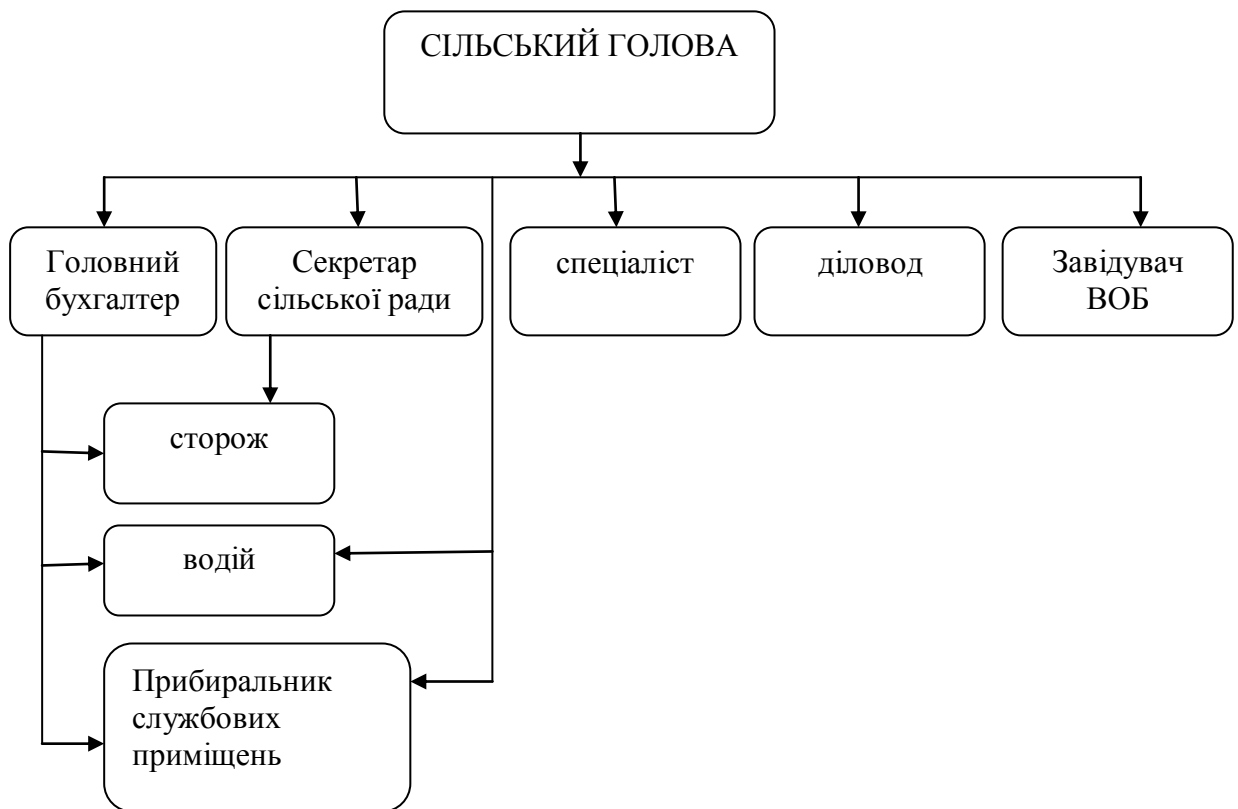 СІЛЬСЬКИЙ ГОЛОВА
Головний
бухгалтер
Секретар
сільської ради
спеціаліст
діловод
Завідувач
ВОБ
сторож
водій
Прибиральник
службових
приміщень